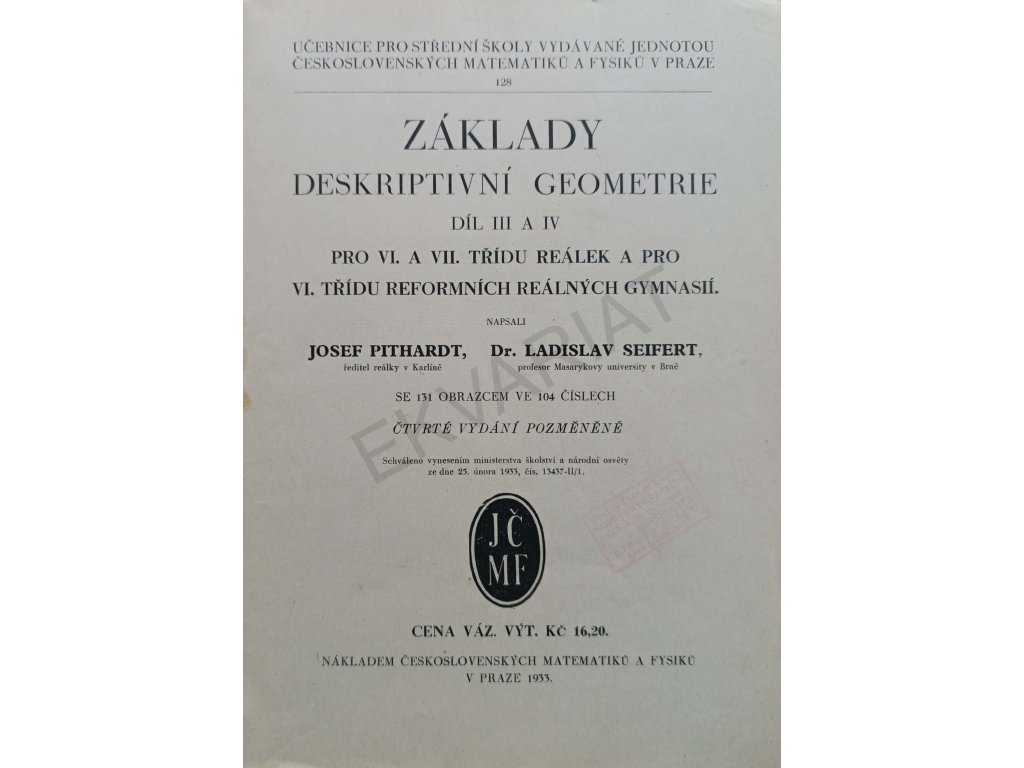 UČEBNICE PRO STŘEDNÍ ŠKOLY VYDÁVANÉ JEDNOTOU
ČESKOSLOVENSKÝCH MATEMATIKŮ A FYSIKŮ V PRAZE
128
ZÁKLADY
DESKRIPTIVNÍ GEOMETRIE
DÍL III A IV
PRO VI. A VII. TŘÍDU REÁLEK A PRO
VI. TŘÍDU REFORMNÍCH REÁLNÝCH GYMNASIÍ.
NAPSALI
JOSEF PITHARDT, Dr. LADISLAV SEIFERT,
ředitel reálky v Karlíně profesor Masarykovy university v Brně
SE 131 OBRAZCEM VE 104 ČÍSLECH
ČTVRTÉ VYDÁNÍ POZMĚNĚNÉ
Schváleno vynesením ministerstva školství a národní osvěty
ze dne 25. února 1933, čís. 13437-II/1.
JČ
MF
CENA VÁZ. VÝT. KČ 16,20.
NÁKLADEM ČESKOSLOVENSKÝCH MATEMATIKŮ A FYSIKŮ
V PRAZE 1933.
EKVARIAT